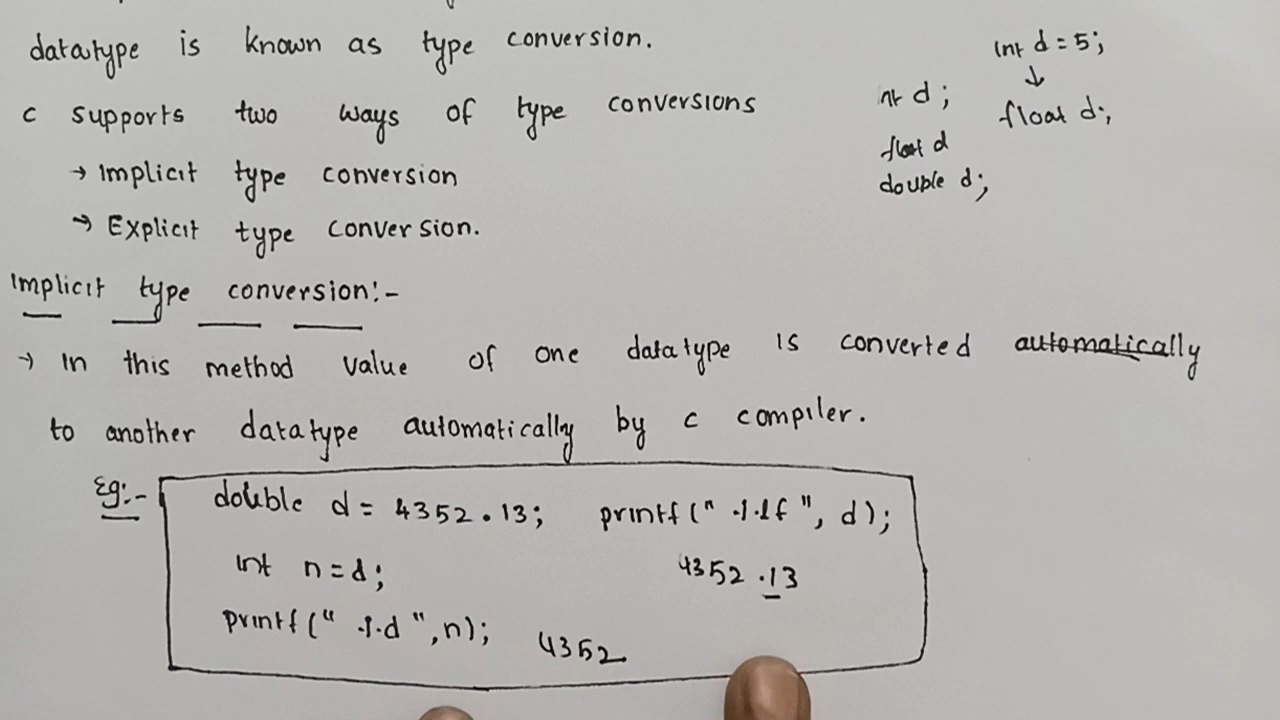 datatype is known as type conversion.
c supports two ways of type conversions
→ Implicit type conversion
→ Explicit type conversion.
int d = 5;
↓
float d;
int d;
float d
double d;
Implicit type conversion:-
→ In this method value of one datatype is converted automatically
to another datatype automatically by c compiler.
Eg:- double d = 4352.13; printf("%lf", d);
int n = d; 4352.13
printf("%d", n); 4352